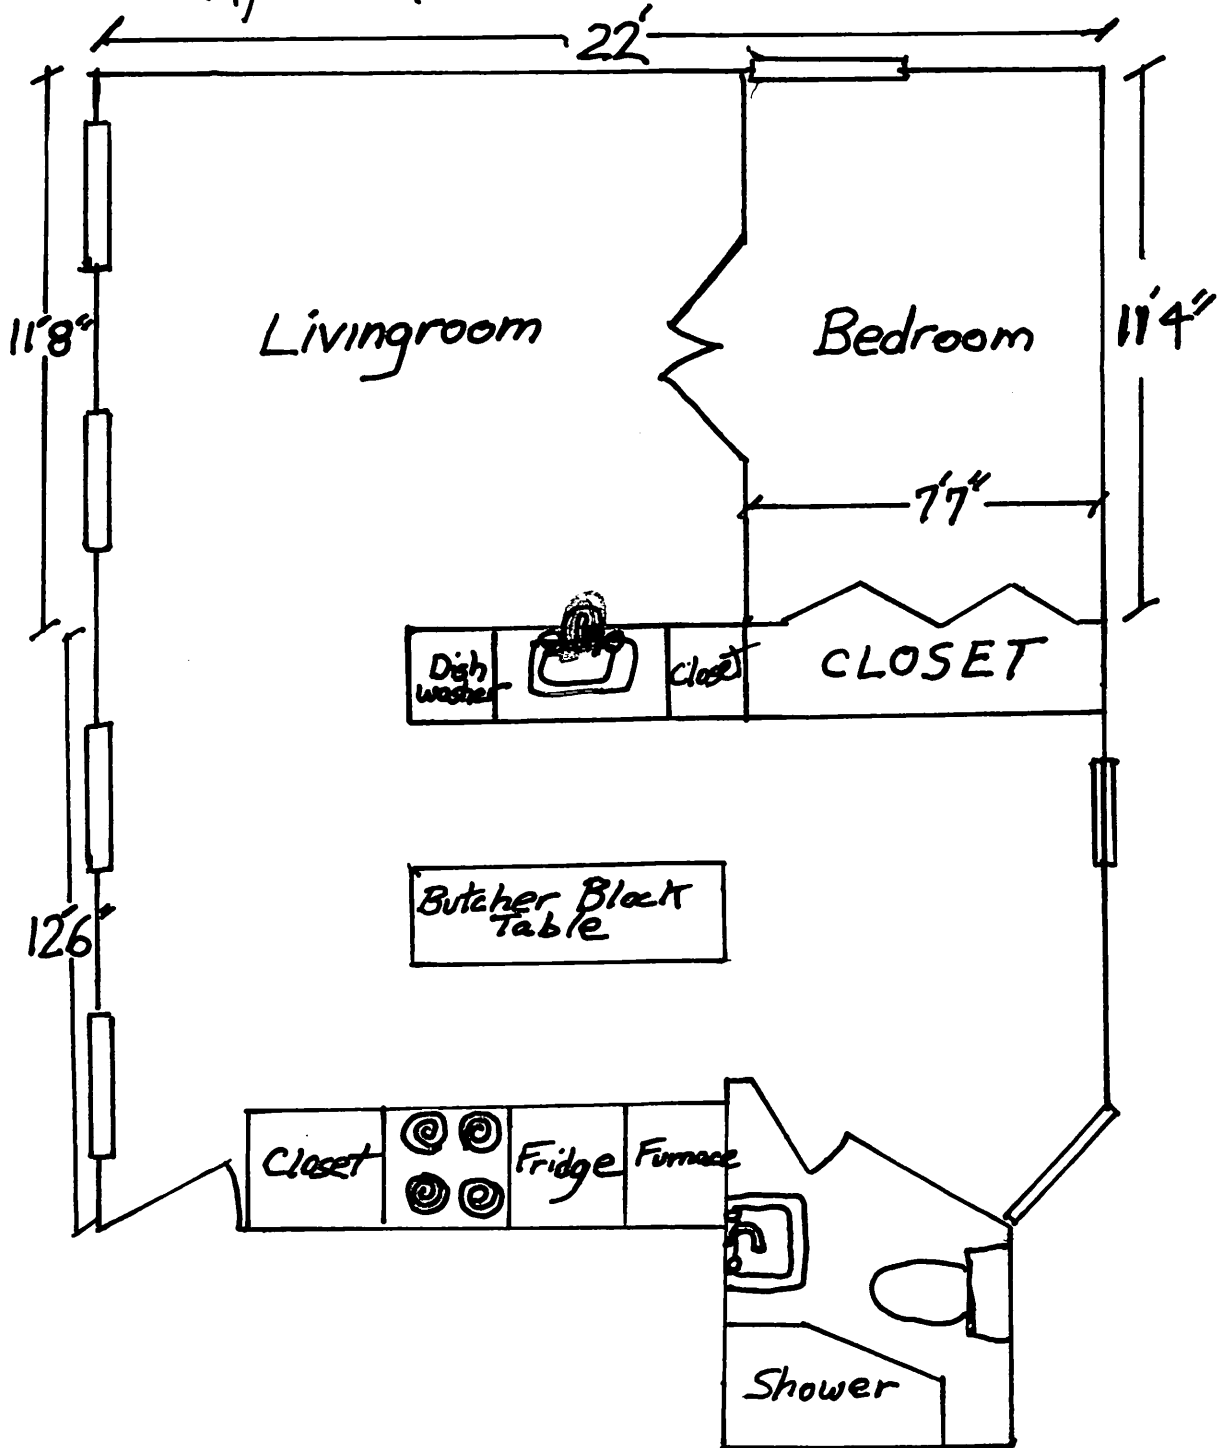 22'
11'8"
Livingroom
Bedroom
11'4"
7'7"
Dish
washer
Closet
CLOSET
Butcher Block
Table
12'6"
Closet
Fridge
Furnace
Shower